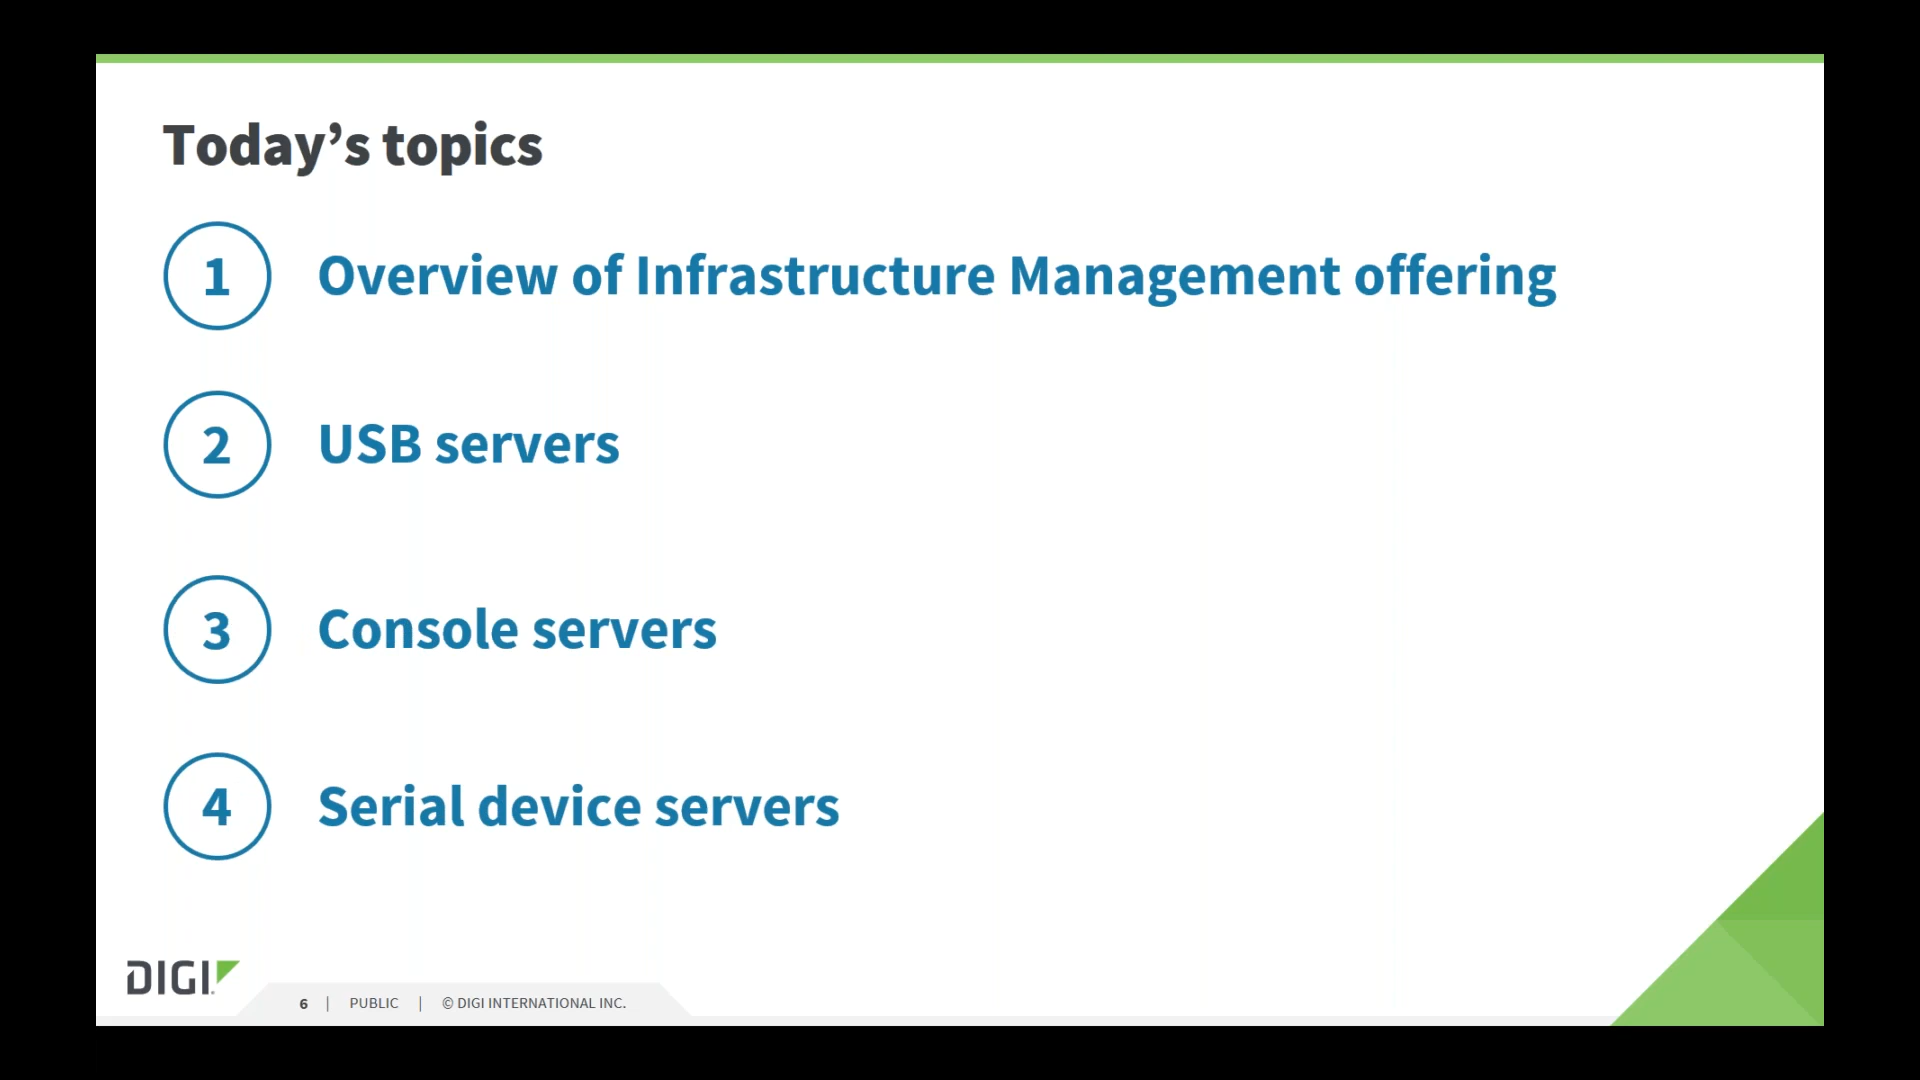 Today’s topics
1 Overview of Infrastructure Management offering
2 USB servers
3 Console servers
4 Serial device servers
DIGI.
6 | PUBLIC | © DIGI INTERNATIONAL INC.